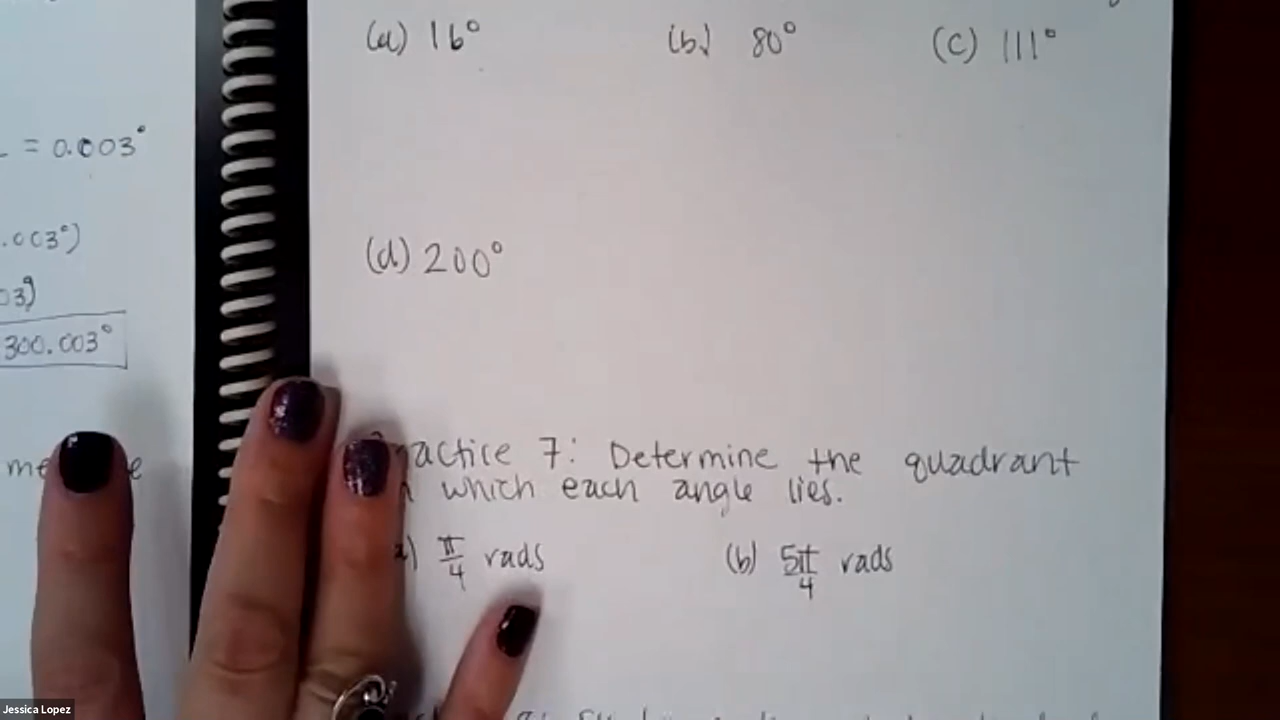 (a) 16° (b) 80° (c) 111°
= 0.003°
.003°)
03)
300.003°
(d) 200°
Practice 7: Determine the quadrant
which each angle lies.
a) π/4 rads (b) 5π/4 rads
Jessica Lopez